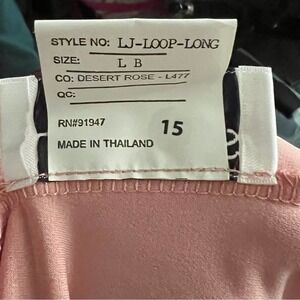 STYLE NO: LJ-LOOP-LONG
SIZE: L B
CO: DESERT ROSE - L477
QC:
RN#91947 15
MADE IN THAILAND